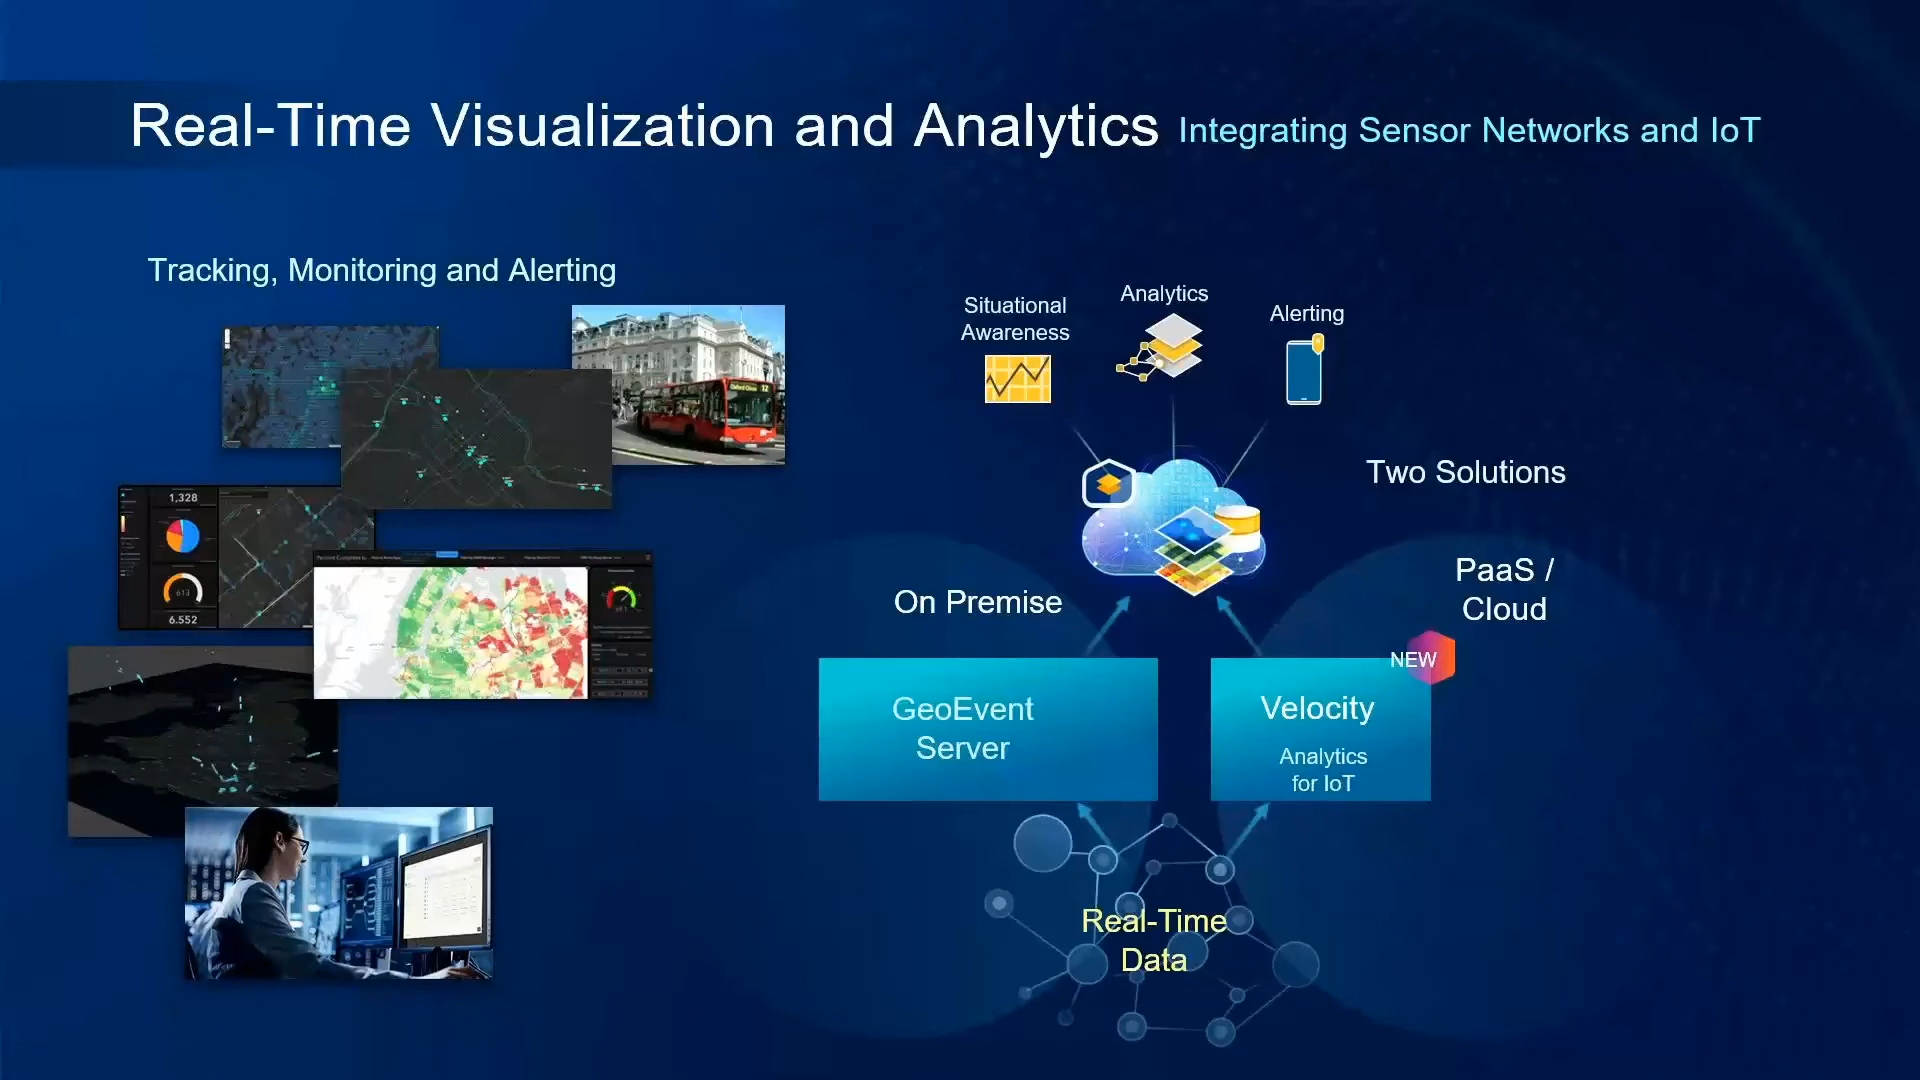 Real-Time Visualization and Analytics Integrating Sensor Networks and IoT
Tracking, Monitoring and Alerting
1,328
613
6.552
Situational
Awareness
Analytics
Alerting
Two Solutions
On Premise
PaaS /
Cloud
NEW
GeoEvent
Server
Velocity
Analytics
for IoT
Real-Time
Data